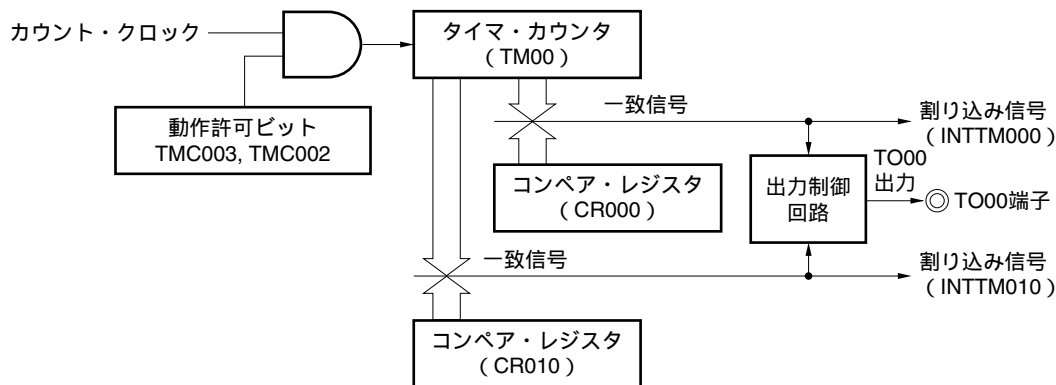 カウント・クロック
タイマ・カウンタ
(TM00)
動作許可ビット
TMC003, TMC002
一致信号
割り込み信号
(INTTM000)
コンペア・レジスタ
(CR000)
出力制御
回路
TO00
出力
TO00端子
一致信号
割り込み信号
(INTTM010)
コンペア・レジスタ
(CR010)